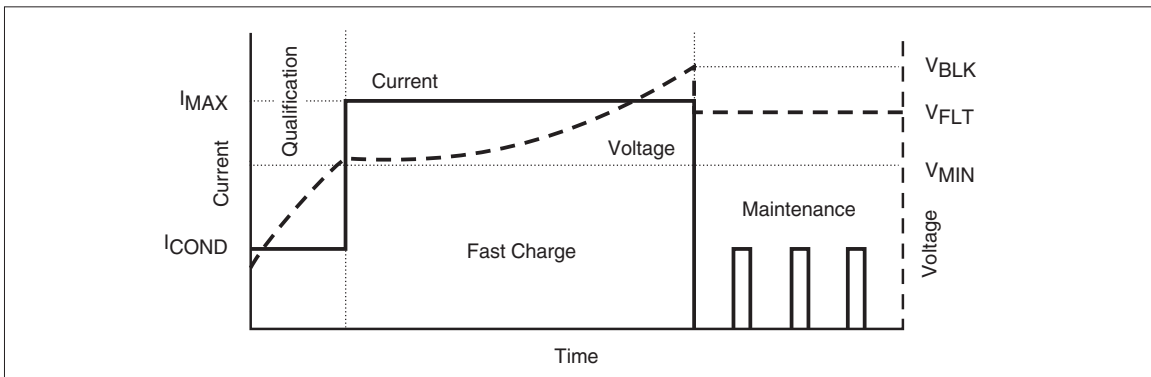 Current
Qualification
Voltage
IMAX
ICOND
Current
Voltage
Fast Charge
Maintenance
VBLK
VFLT
VMIN
Time